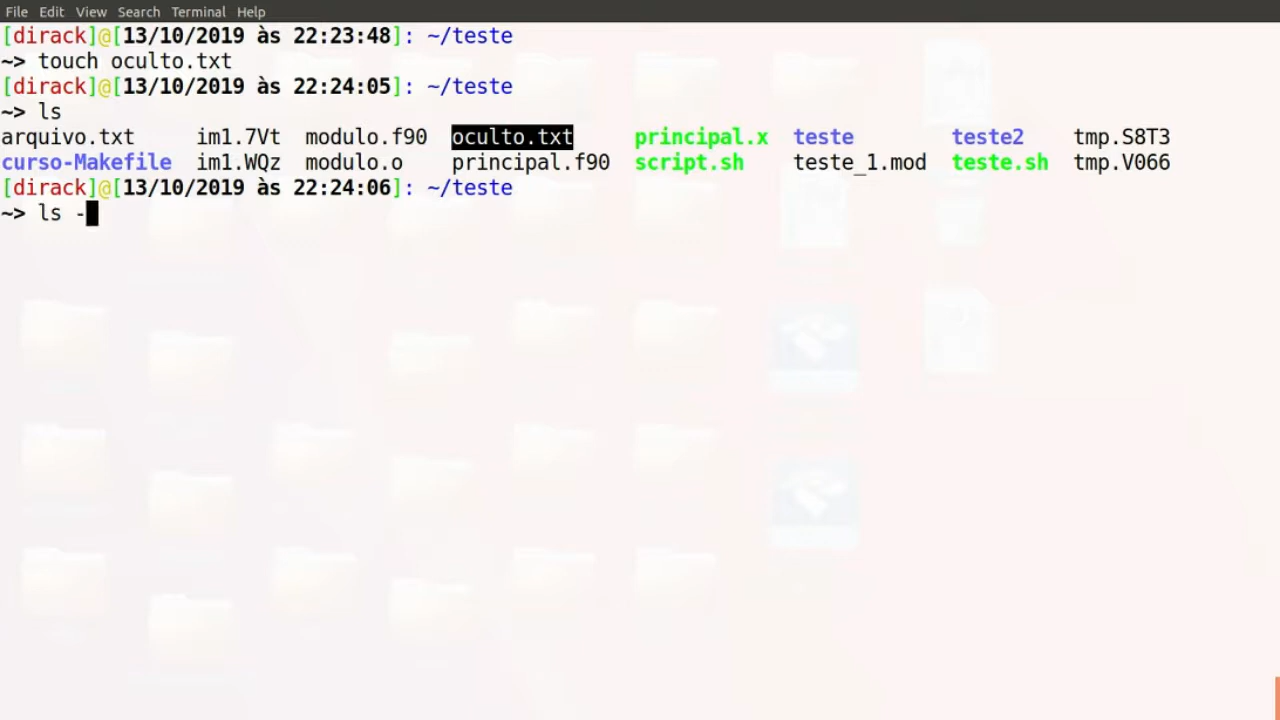 File Edit View Search Terminal Help
[dirack]@[13/10/2019 às 22:23:48]: ~/teste
~> touch oculto.txt
[dirack]@[13/10/2019 às 22:24:05]: ~/teste
~> ls
arquivo.txt im1.7Vt modulo.f90 oculto.txt principal.x teste teste2 tmp.S8T3
curso-Makefile im1.WQz modulo.o principal.f90 script.sh teste_1.mod teste.sh tmp.V066
[dirack]@[13/10/2019 às 22:24:06]: ~/teste
~> ls -